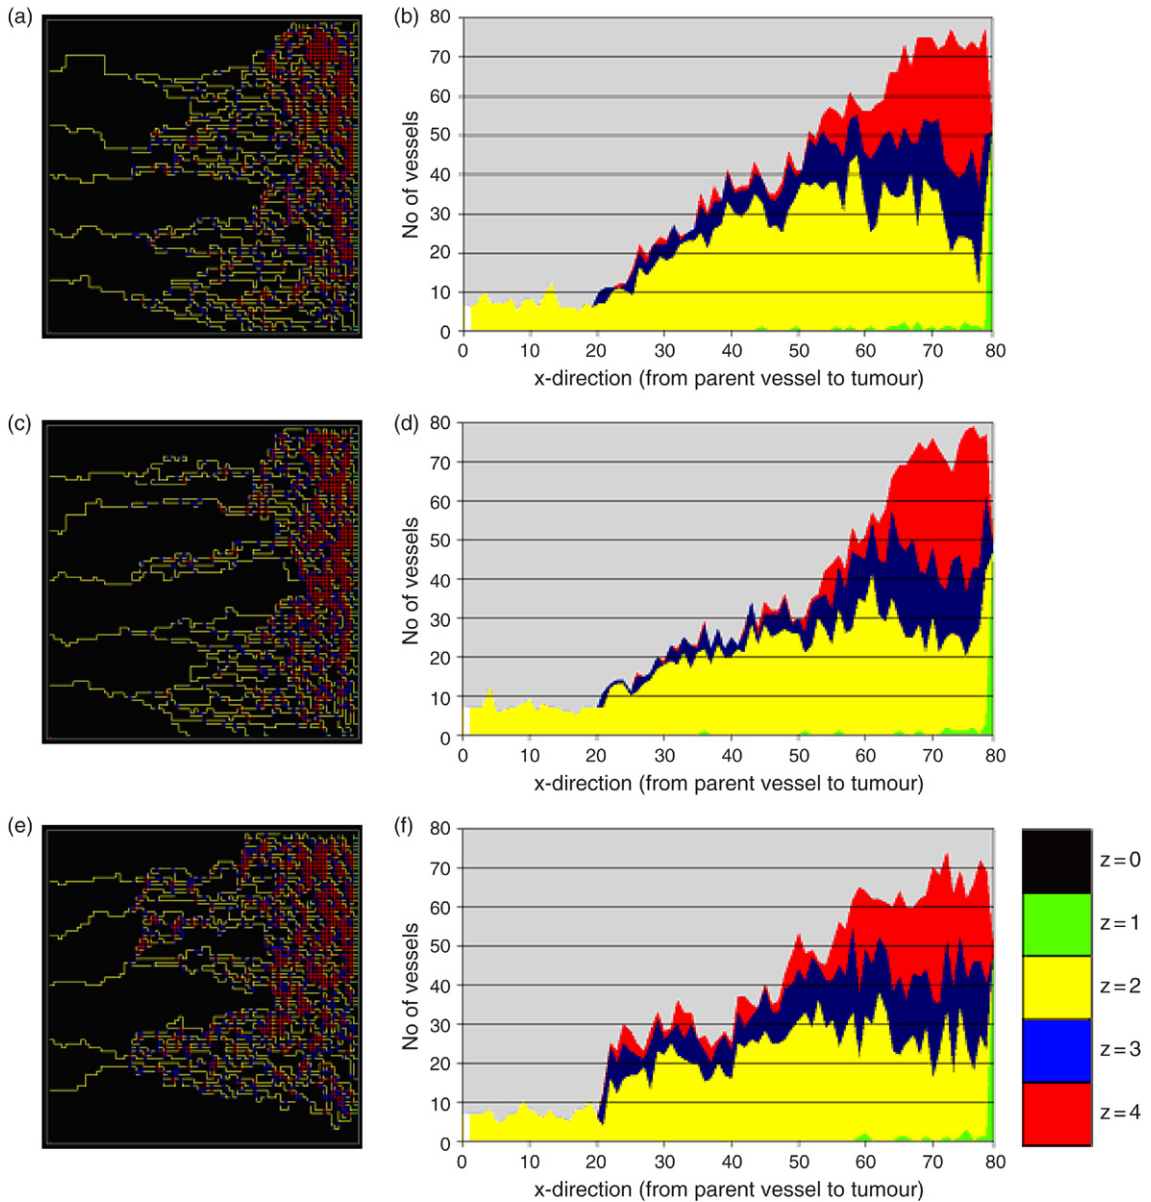 (a)
(b)
80
70
60
50
40
30
20
10
0
No of vessels
0 10 20 30 40 50 60 70 80
x-direction (from parent vessel to tumour)
(c)
(d)
80
70
60
50
40
30
20
10
0
No of vessels
0 10 20 30 40 50 60 70 80
x-direction (from parent vessel to tumour)
(e)
(f)
80
70
60
50
40
30
20
10
0
No of vessels
0 10 20 30 40 50 60 70 80
x-direction (from parent vessel to tumour)
z = 0
z = 1
z = 2
z = 3
z = 4